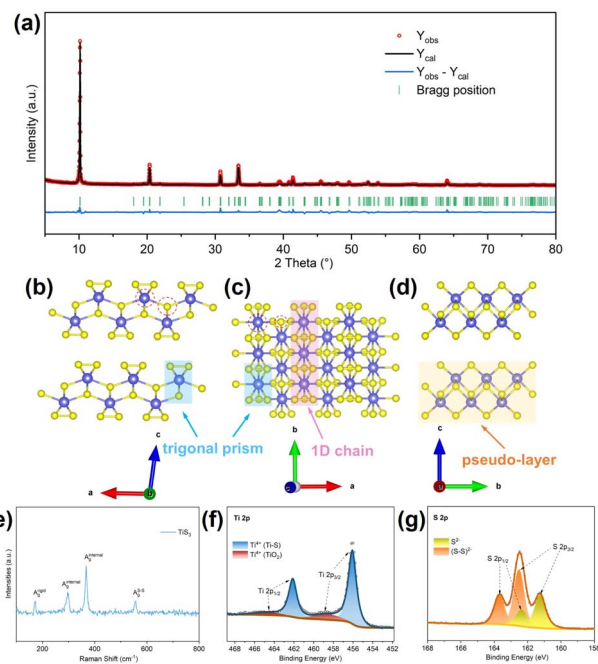 (a)
Y_obs
Y_cal
Y_obs - Y_cal
Bragg position
Intensity (a.u.)
10 20 30 40 50 60 70 80
2 Theta (°)
(b) (c) (d)
trigonal prism
1D chain
pseudo-layer
c
a b
b
c a
c
a b
e)
TiS₃
A_g^rigid
A_g^internal
A_g^internal
A_g^S-S
Intensities (a.u.)
200 400 600 800
Raman Shift (cm⁻¹)
(f)
Ti 2p
Ti⁴⁺ (Ti-S)
Ti⁴⁺ (TiO₂)
Ti 2p₁/₂
Ti 2p₃/₂
468 466 464 462 460 458 456 454 452
Binding Energy (eV)
(g)
S 2p
S²⁻
(S-S)²⁻
S 2p₁/₂
S 2p₃/₂
168 166 164 162 160 158
Binding Energy (eV)